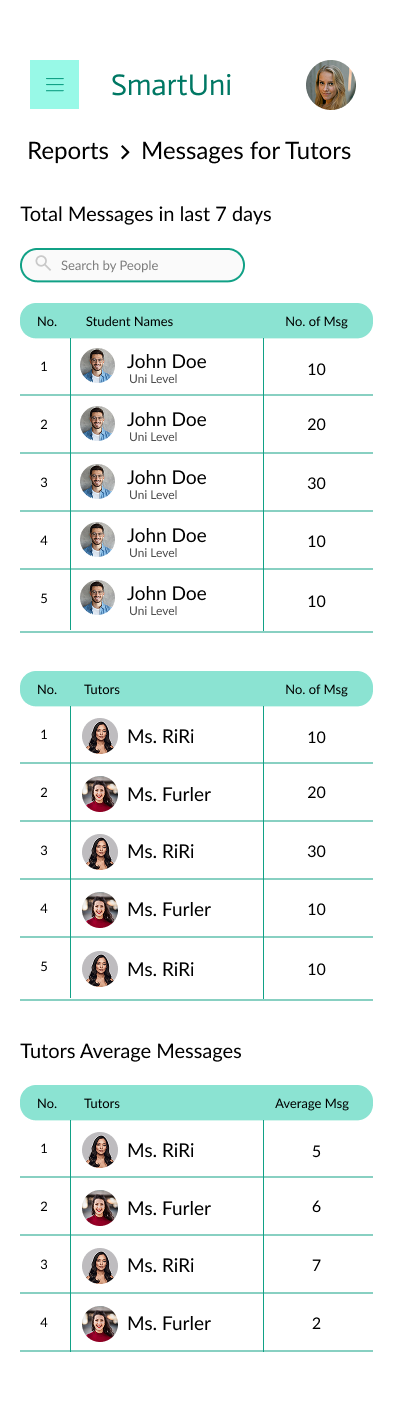 SmartUni
Reports > Messages for Tutors
Total Messages in last 7 days
Search by People
No. Student Names No. of Msg
1 John Doe 10
Uni Level
2 John Doe 20
Uni Level
3 John Doe 30
Uni Level
4 John Doe 10
Uni Level
5 John Doe 10
Uni Level
No. Tutors No. of Msg
1 Ms. RiRi 10
2 Ms. Furler 20
3 Ms. RiRi 30
4 Ms. Furler 10
5 Ms. RiRi 10
Tutors Average Messages
No. Tutors Average Msg
1 Ms. RiRi 5
2 Ms. Furler 6
3 Ms. RiRi 7
4 Ms. Furler 2